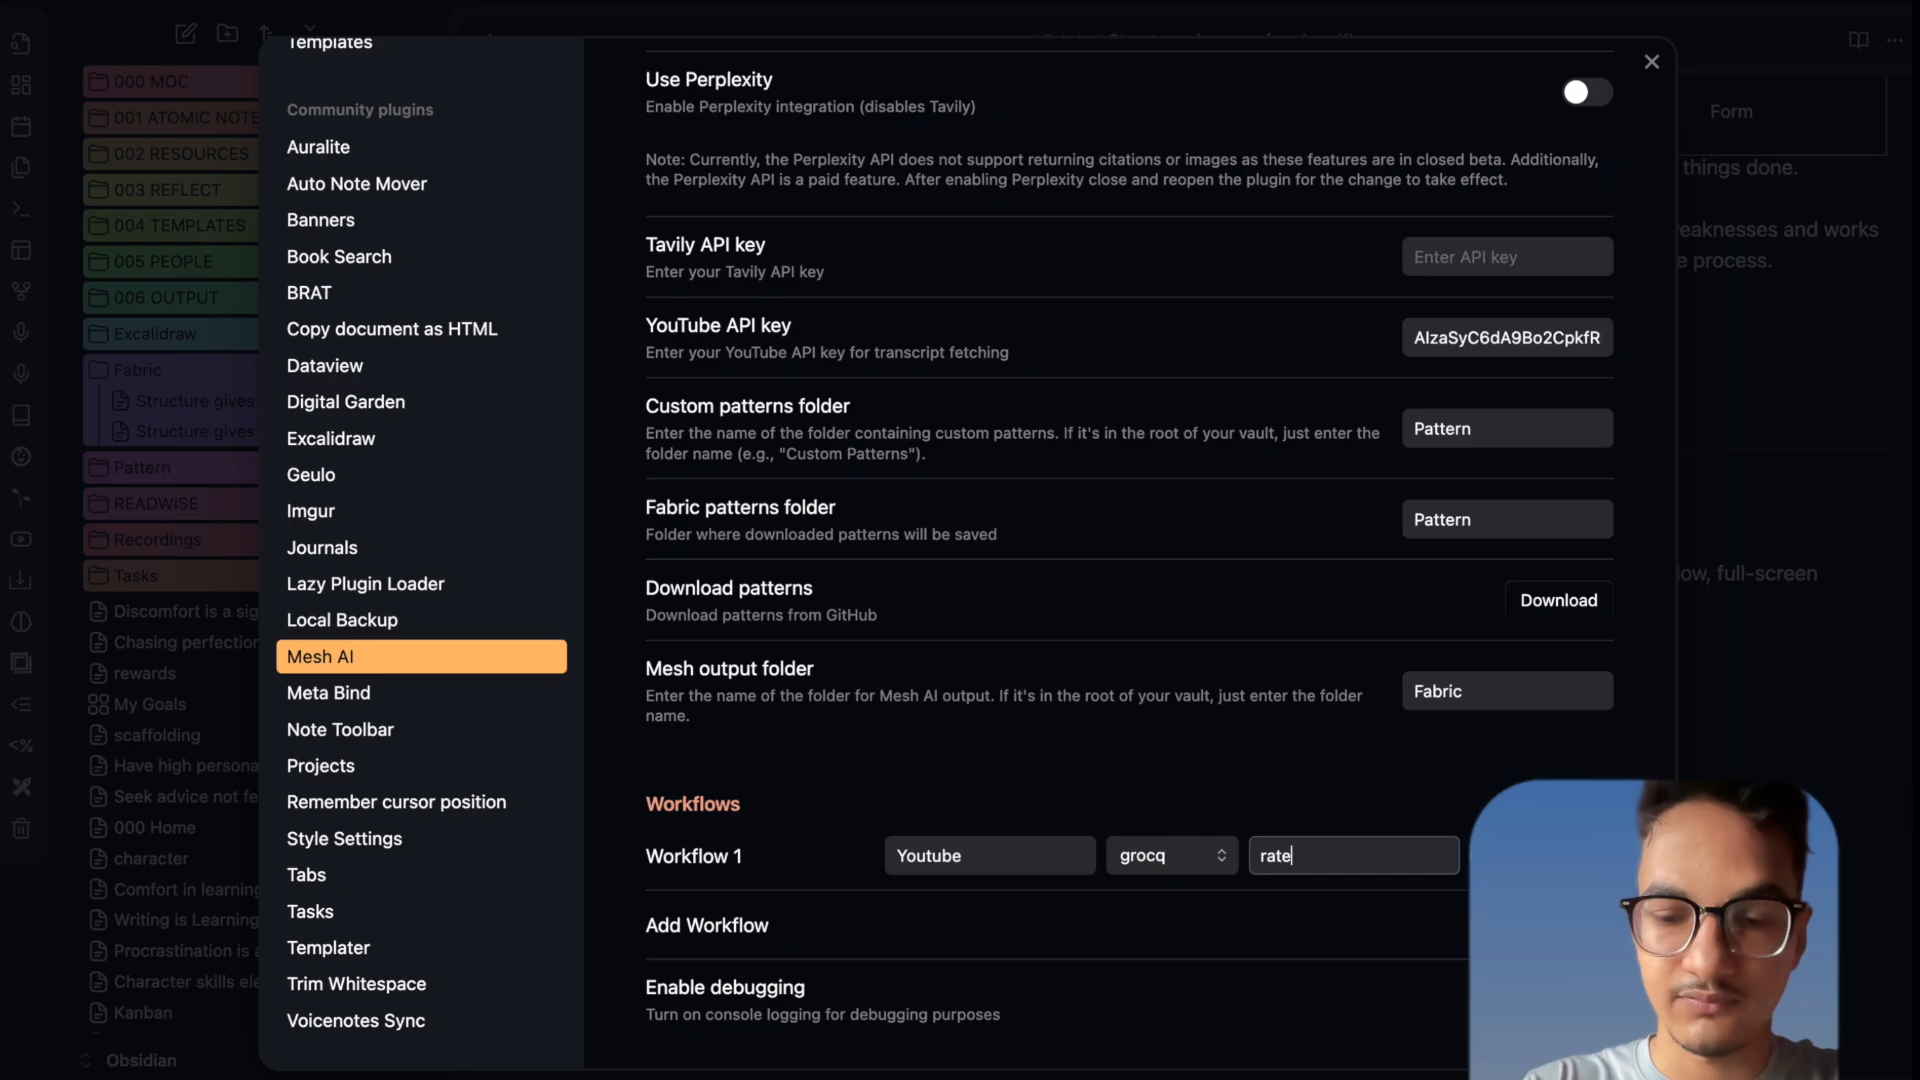 Templates
Community plugins
Auralite
Auto Note Mover
Banners
Book Search
BRAT
Copy document as HTML
Dataview
Digital Garden
Excalidraw
Geulo
Imgur
Journals
Lazy Plugin Loader
Local Backup
Mesh AI
Meta Bind
Note Toolbar
Projects
Remember cursor position
Style Settings
Tabs
Tasks
Templater
Trim Whitespace
Voicenotes Sync
000 MOC
001 ATOMIC NOTE
002 RESOURCES
003 REFLECT
004 TEMPLATES
005 PEOPLE
006 OUTPUT
Excalidraw
Fabric
Structure gives
Structure gives
Pattern
READWISE
Recordings
Tasks
Discomfort is a sig
Chasing perfection
rewards
My Goals
scaffolding
Have high persona
Seek advice not fe
000 Home
character
Comfort in learning
Writing is Learning
Procrastination is a
Character skills ele
Kanban
Obsidian
Use Perplexity
Enable Perplexity integration (disables Tavily)
Note: Currently, the Perplexity API does not support returning citations or images as these features are in closed beta. Additionally,
the Perplexity API is a paid feature. After enabling Perplexity close and reopen the plugin for the change to take effect.
Tavily API key
Enter your Tavily API key
Enter API key
YouTube API key
Enter your YouTube API key for transcript fetching
AIzaSyC6dA9Bo2CpkfR
Custom patterns folder
Enter the name of the folder containing custom patterns. If it's in the root of your vault, just enter the
folder name (e.g., "Custom Patterns").
Pattern
Fabric patterns folder
Folder where downloaded patterns will be saved
Pattern
Download patterns
Download patterns from GitHub
Download
Mesh output folder
Enter the name of the folder for Mesh AI output. If it's in the root of your vault, just enter the folder
name.
Fabric
Workflows
Workflow 1
Youtube
grocq
rate
Add Workflow
Enable debugging
Turn on console logging for debugging purposes
Form
things done.
eaknesses and works
e process.
low, full-screen